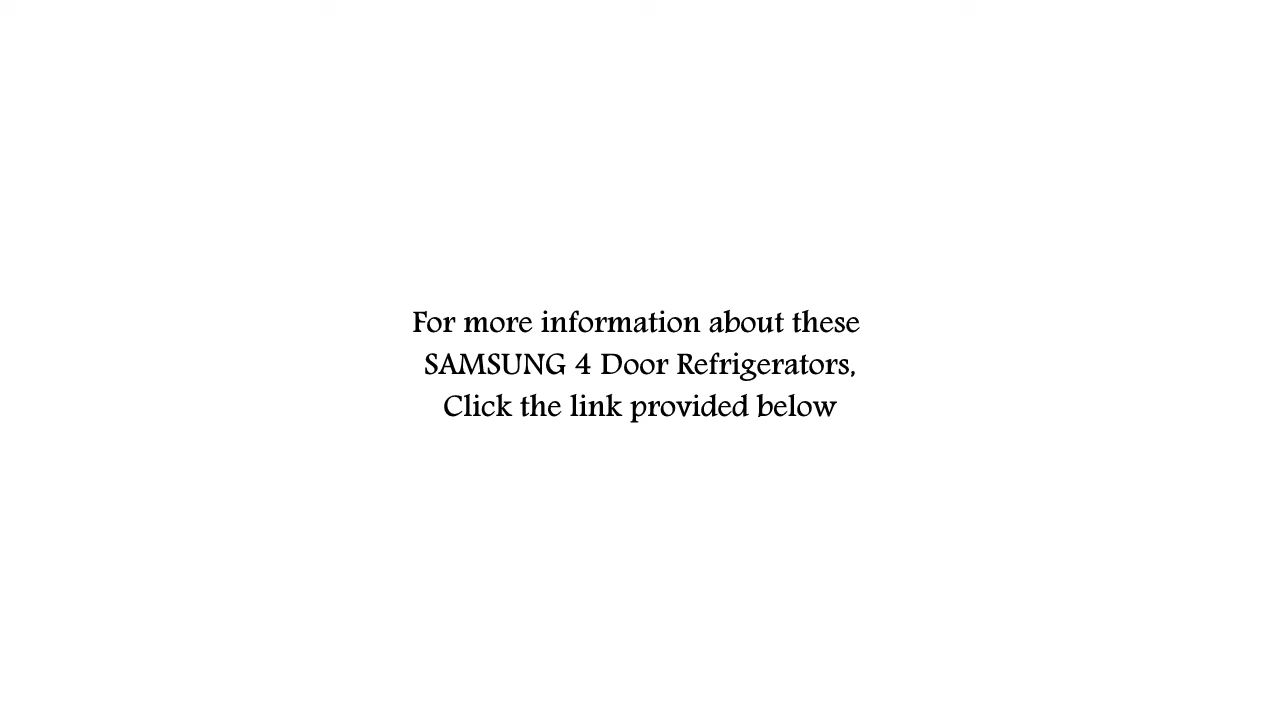 For more information about these
SAMSUNG 4 Door Refrigerators,
Click the link provided below